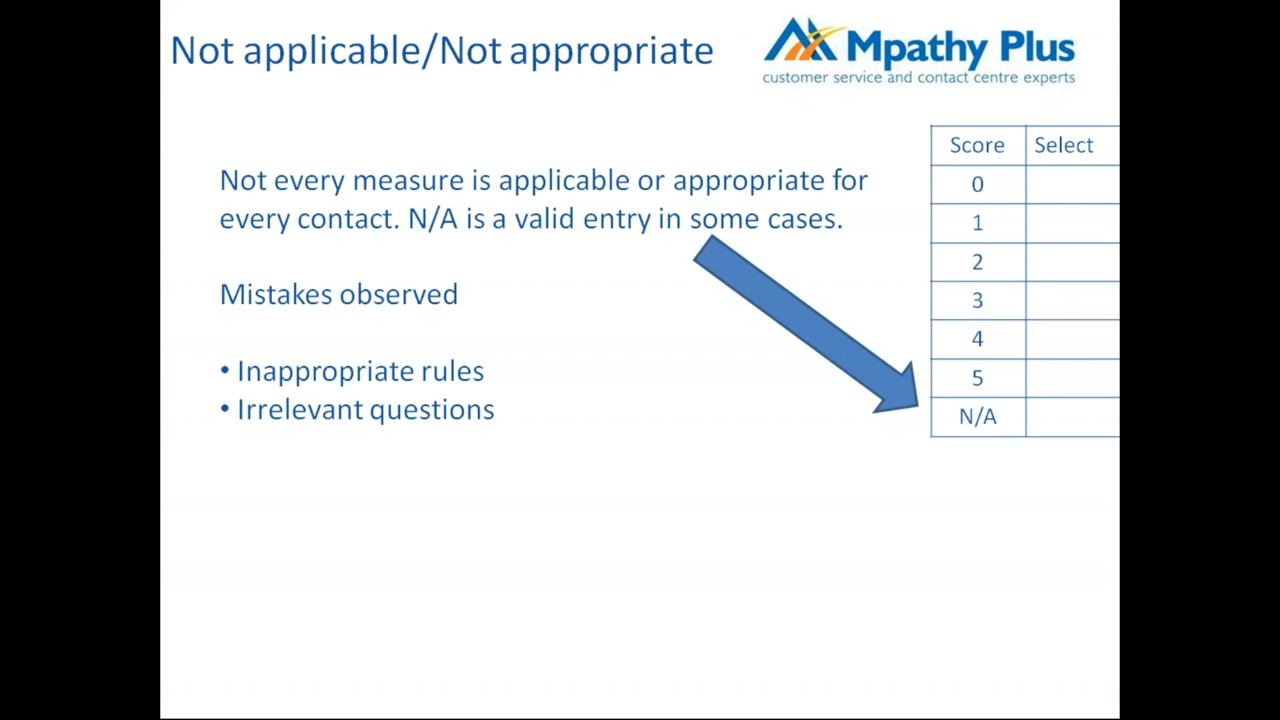 Not applicable/Not appropriate
Mpathy Plus
customer service and contact centre experts
Not every measure is applicable or appropriate for
every contact. N/A is a valid entry in some cases.
Mistakes observed
• Inappropriate rules
• Irrelevant questions
Score Select
0
1
2
3
4
5
N/A